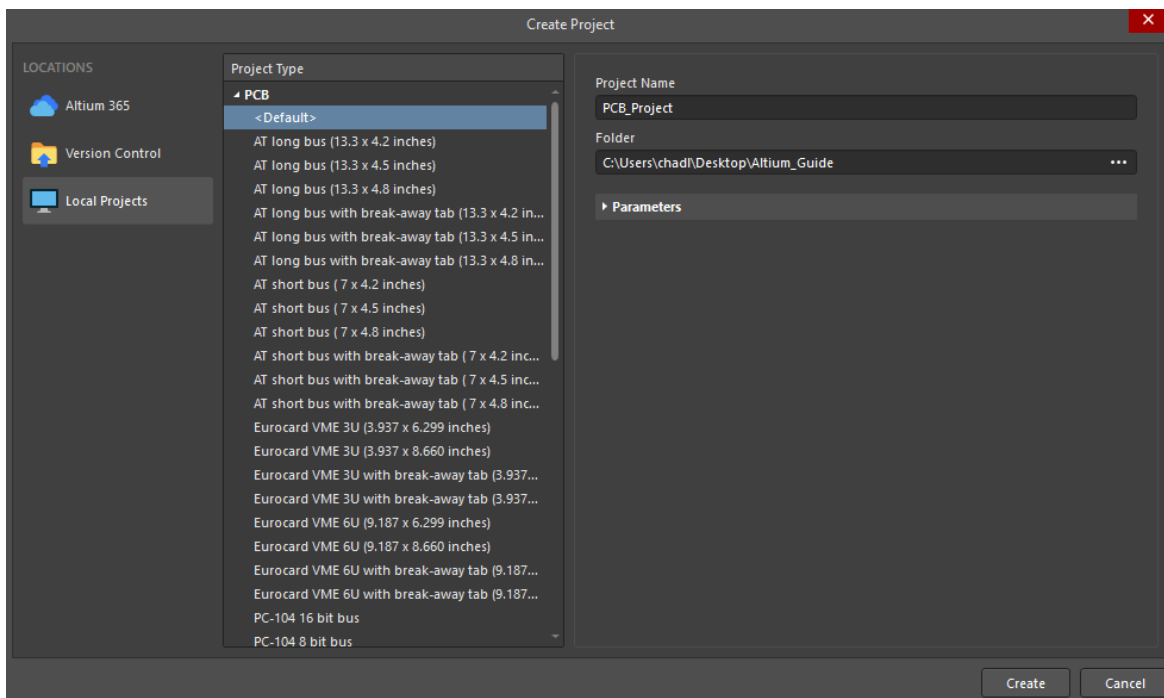 Create Project
LOCATIONS
Altium 365
Version Control
Local Projects
Project Type
PCB
<Default>
AT long bus (13.3 x 4.2 inches)
AT long bus (13.3 x 4.5 inches)
AT long bus (13.3 x 4.8 inches)
AT long bus with break-away tab (13.3 x 4.2 in...
AT long bus with break-away tab (13.3 x 4.5 in...
AT long bus with break-away tab (13.3 x 4.8 in...
AT short bus ( 7 x 4.2 inches)
AT short bus ( 7 x 4.5 inches)
AT short bus ( 7 x 4.8 inches)
AT short bus with break-away tab ( 7 x 4.2 inc...
AT short bus with break-away tab ( 7 x 4.5 inc...
AT short bus with break-away tab ( 7 x 4.8 inc...
Eurocard VME 3U (3.937 x 6.299 inches)
Eurocard VME 3U (3.937 x 8.660 inches)
Eurocard VME 3U with break-away tab (3.937...
Eurocard VME 3U with break-away tab (3.937...
Eurocard VME 6U (9.187 x 6.299 inches)
Eurocard VME 6U (9.187 x 8.660 inches)
Eurocard VME 6U with break-away tab (9.187...
Eurocard VME 6U with break-away tab (9.187...
PC-104 16 bit bus
PC-104 8 bit bus
Project Name
PCB_Project
Folder
C:\Users\chadl\Desktop\Altium_Guide
Parameters
Create
Cancel